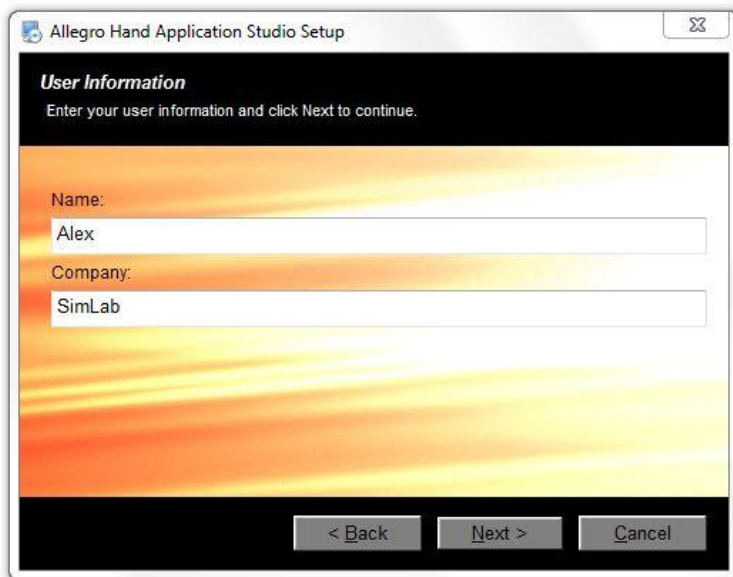 Allegro Hand Application Studio Setup
User Information
Enter your user information and click Next to continue.
Name:
Alex
Company:
SimLab
< Back
Next >
Cancel